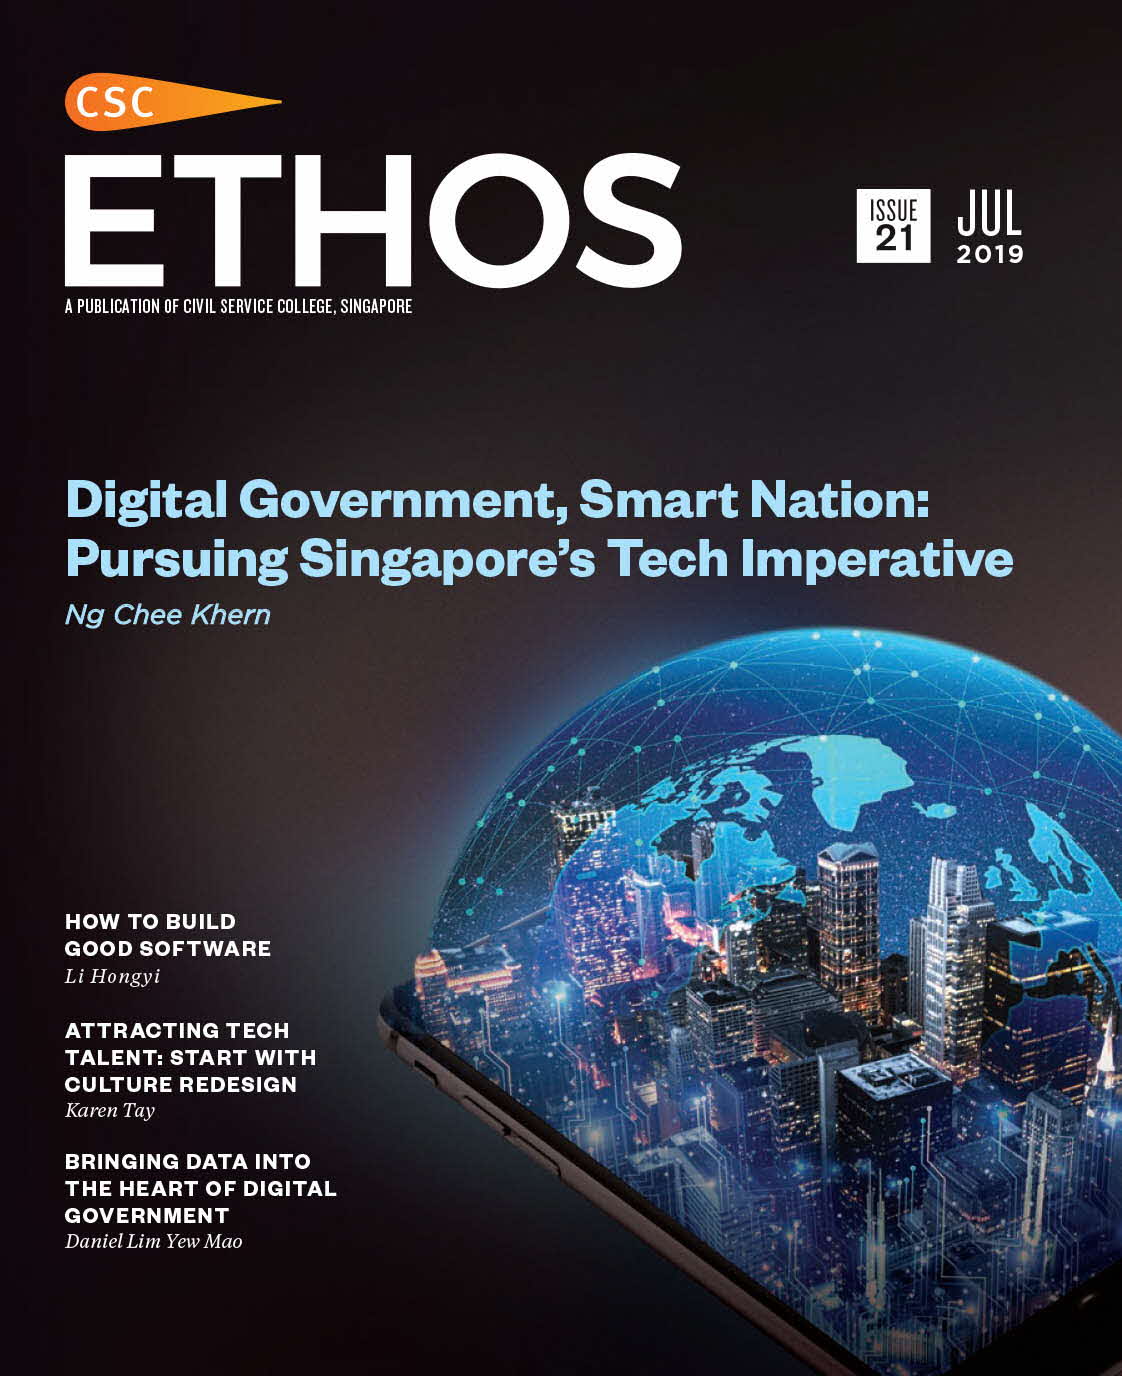 CSC
ETHOS
A PUBLICATION OF CIVIL SERVICE COLLEGE, SINGAPORE
ISSUE
21
JUL
2019
Digital Government, Smart Nation:
Pursuing Singapore’s Tech Imperative
Ng Chee Khern
HOW TO BUILD
GOOD SOFTWARE
Li Hongyi
ATTRACTING TECH
TALENT: START WITH
CULTURE REDESIGN
Karen Tay
BRINGING DATA INTO
THE HEART OF DIGITAL
GOVERNMENT
Daniel Lim Yew Mao